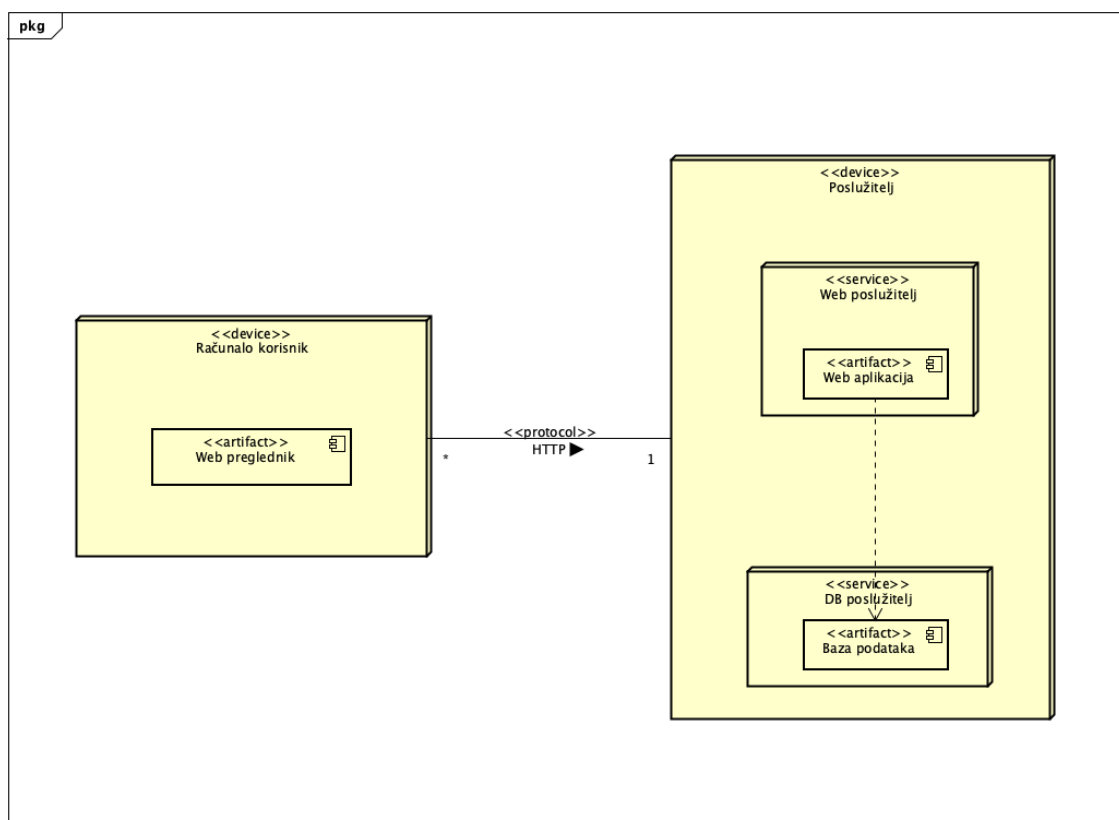 pkg
<<device>>
Poslužitelj
<<service>>
Web poslužitelj
<<artifact>>
Web aplikacija
<<device>>
Računalo korisnik
<<artifact>>
Web preglednik
<<protocol>>
HTTP
*
1
<<service>>
DB poslužitelj
<<artifact>>
Baza podataka